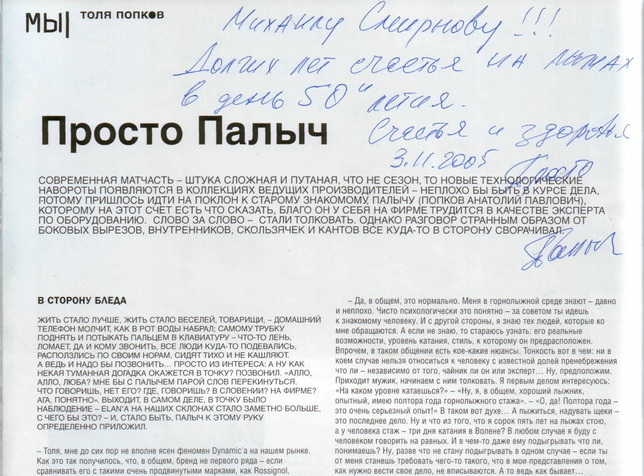 МЫ| ТОЛЯ ПОПКОВ
Михаилу Смирнову!!!
Долгих лет счастья на лыжах
в день 50и летия.
Счастья и здоровья
3.11.2005
Просто
Палыч
Просто Палыч
СОВРЕМЕННАЯ МАТЧАСТЬ – ШТУКА СЛОЖНАЯ И ПУТАНАЯ, ЧТО НЕ СЕЗОН, ТО НОВЫЕ ТЕХНОЛОГИЧЕСКИЕ
НАВОРОТЫ ПОЯВЛЯЮТСЯ В КОЛЛЕКЦИЯХ ВЕДУЩИХ ПРОИЗВОДИТЕЛЕЙ – НЕПЛОХО БЫ БЫТЬ В КУРСЕ ДЕЛА,
ПОТОМУ ПРИШЛОСЬ ИДТИ НА ПОКЛОН К СТАРОМУ ЗНАКОМОМУ, ПАЛЫЧУ (ПОПКОВ АНАТОЛИЙ ПАВЛОВИЧ),
КОТОРОМУ НА ЭТОТ СЧЕТ ЕСТЬ ЧТО СКАЗАТЬ, БЛАГО ОН У СЕБЯ НА ФИРМЕ ТРУДИТСЯ В КАЧЕСТВЕ ЭКСПЕРТА
ПО ОБОРУДОВАНИЮ. СЛОВО ЗА СЛОВО – СТАЛИ ТОЛКОВАТЬ. ОДНАКО РАЗГОВОР СТРАННЫМ ОБРАЗОМ ОТ
БОКОВЫХ ВЫРЕЗОВ, ВНУТРЕННИКОВ, СКОЛЬЗЯЧЕК И КАНТОВ ВСЕ КУДА-ТО В СТОРОНУ СВОРАЧИВАЛ.
В СТОРОНУ БЛЕДА
ЖИТЬ СТАЛО ЛУЧШЕ, ЖИТЬ СТАЛО ВЕСЕЛЕЙ, ТОВАРИЩИ, – ДОМАШНИЙ
ТЕЛЕФОН МОЛЧИТ, КАК В РОТ ВОДЫ НАБРАЛ; САМОМУ ТРУБКУ
ПОДНЯТЬ И ПОТЫКАТЬ ПАЛЬЦЕМ В КЛАВИАТУРУ – ЧТО-ТО ЛЕНЬ,
ЛОМАЕТ, ДА И КОМУ ЗВОНИТЬ, ВСЕ ЛЮДИ КУДА-ТО ПОДЕВАЛИСЬ,
РАСПОЛЗЛИСЬ ПО СВОИМ НОРАМ, СИДЯТ ТИХО И НЕ КАШЛЯЮТ.
А ВЕДЬ И НАДО БЫ ПОЗВОНИТЬ... ПРОСТО ИЗ ИНТЕРЕСА: А НУ КАК
НЕКАЯ ТУМАННАЯ ДОГАДКА ОКАЖЕТСЯ В ТОЧКУ? ПОЗВОНИЛ. «АЛЛО,
АЛЛО, ЛЮБА? МНЕ БЫ С ПАЛЫЧЕМ ПАРОЙ СЛОВ ПЕРЕКИНУТЬСЯ,
ЧТО ГОВОРИШЬ, НЕТ ЕГО? ГДЕ, ГОВОРИШЬ? В СЛОВЕНИИ? НА ФИРМЕ?
АГА, ПОНЯТНО». ВЫХОДИТ, В САМОМ ДЕЛЕ, В ТОЧКУ БЫЛО
НАБЛЮДЕНИЕ – ELAN'А НА НАШИХ СКЛОНАХ СТАЛО ЗАМЕТНО БОЛЬШЕ,
С ЧЕГО БЫ ЭТО? – И, СТАЛО БЫТЬ, ПАЛЫЧ К ЭТОМУ РУКУ
ОПРЕДЕЛЕННО ПРИЛОЖИЛ.
– Толя, мне до сих пор не вполне ясен феномен Dynamic'а на нашем рынке.
Как это так получилось, что, в общем, бренд не первого ряда – если
сравнивать его с такими очень продвинутыми марками, как Rossignol,
– Да, в общем, это нормально. Меня в горнолыжной среде знают – давно
и неплохо. Чисто психологически это понятно – за советом ты идешь
к знакомому человеку. И с другой стороны, я знаю тех людей, которые ко
мне обращаются. А если не знаю, то стараюсь узнать: его реальные
возможности, уровень катания, стиль, к которому он предрасположен.
Впрочем, в таком общении есть кое-какие нюансы. Тонкость вот в чем: ни в
коем случае нельзя относиться к человеку с известной долей пренебрежения
что ли – независимо от того, чайник ли он или эксперт... Ну, предположим.
Приходит мужик, начинаем с ним толковать. Я первым делом интересуюсь:
«На каком уровне катаешься?» – «Ну, я, в общем, хороший лыжник,
опытный, имею полтора года горнолыжного стажа». – «О, да! Полтора года –
это очень серьезный опыт!» В таком вот духе... А пыжиться, надувать щеки –
это последнее дело. Ну и что из того, что я сорок пять лет на лыжах стою,
а у человека стаж – три дня катания в Волене? В любом случае я буду с
человеком говорить на равных. И в чем-то даже ему подыгрывать что ли,
понимаешь? Ну, разве что не стану подыгрывать в одном случае – если ты
от меня станешь требовать чего-то такого, что в мои представления о том,
как нужно вести свое дело, не вписываются. А то ведь как бывает...